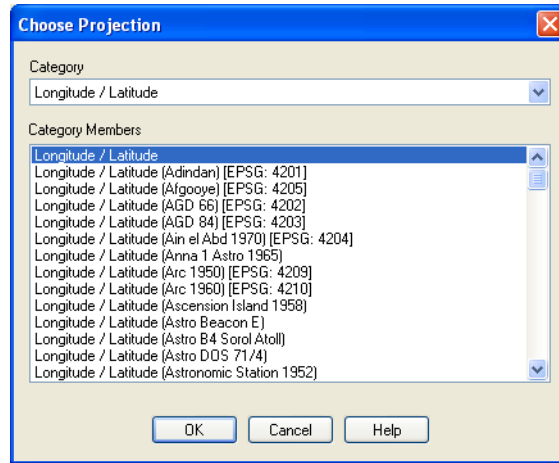 Choose Projection
Category
Longitude / Latitude
Category Members
Longitude / Latitude
Longitude / Latitude (Adindan) [EPSG: 4201]
Longitude / Latitude (Afgooye) [EPSG: 4205]
Longitude / Latitude (AGD 66) [EPSG: 4202]
Longitude / Latitude (AGD 84) [EPSG: 4203]
Longitude / Latitude (Ain el Abd 1970) [EPSG: 4204]
Longitude / Latitude (Anna 1 Astro 1965)
Longitude / Latitude (Arc 1950) [EPSG: 4209]
Longitude / Latitude (Arc 1960) [EPSG: 4210]
Longitude / Latitude (Ascension Island 1958)
Longitude / Latitude (Astro Beacon E)
Longitude / Latitude (Astro B4 Sorol Atoll)
Longitude / Latitude (Astro DOS 71/4)
Longitude / Latitude (Astronomic Station 1952)
OK Cancel Help